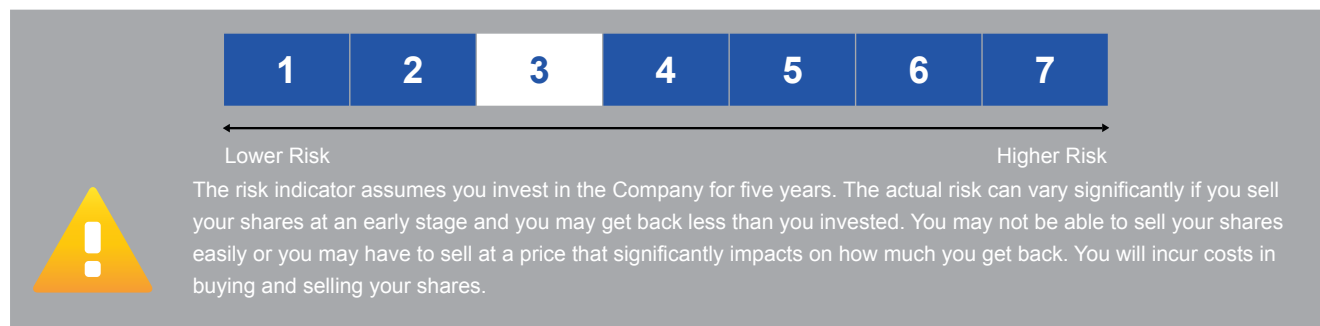 1 2 3 4 5 6 7
Lower Risk Higher Risk
The risk indicator assumes you invest in the Company for five years. The actual risk can vary significantly if you sell
your shares at an early stage and you may get back less than you invested. You may not be able to sell your shares
easily or you may have to sell at a price that significantly impacts on how much you get back. You will incur costs in
buying and selling your shares.